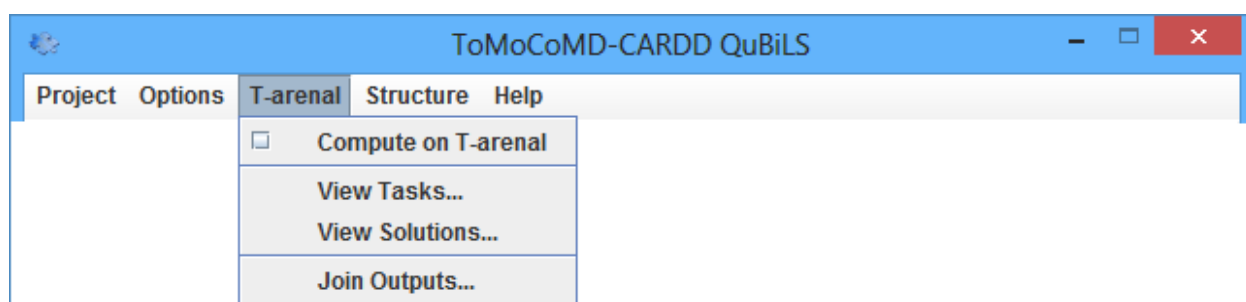 ToMoCoMD-CARDD QuBiLS
Project Options T-arenal Structure Help
Compute on T-arenal
View Tasks...
View Solutions...
Join Outputs...